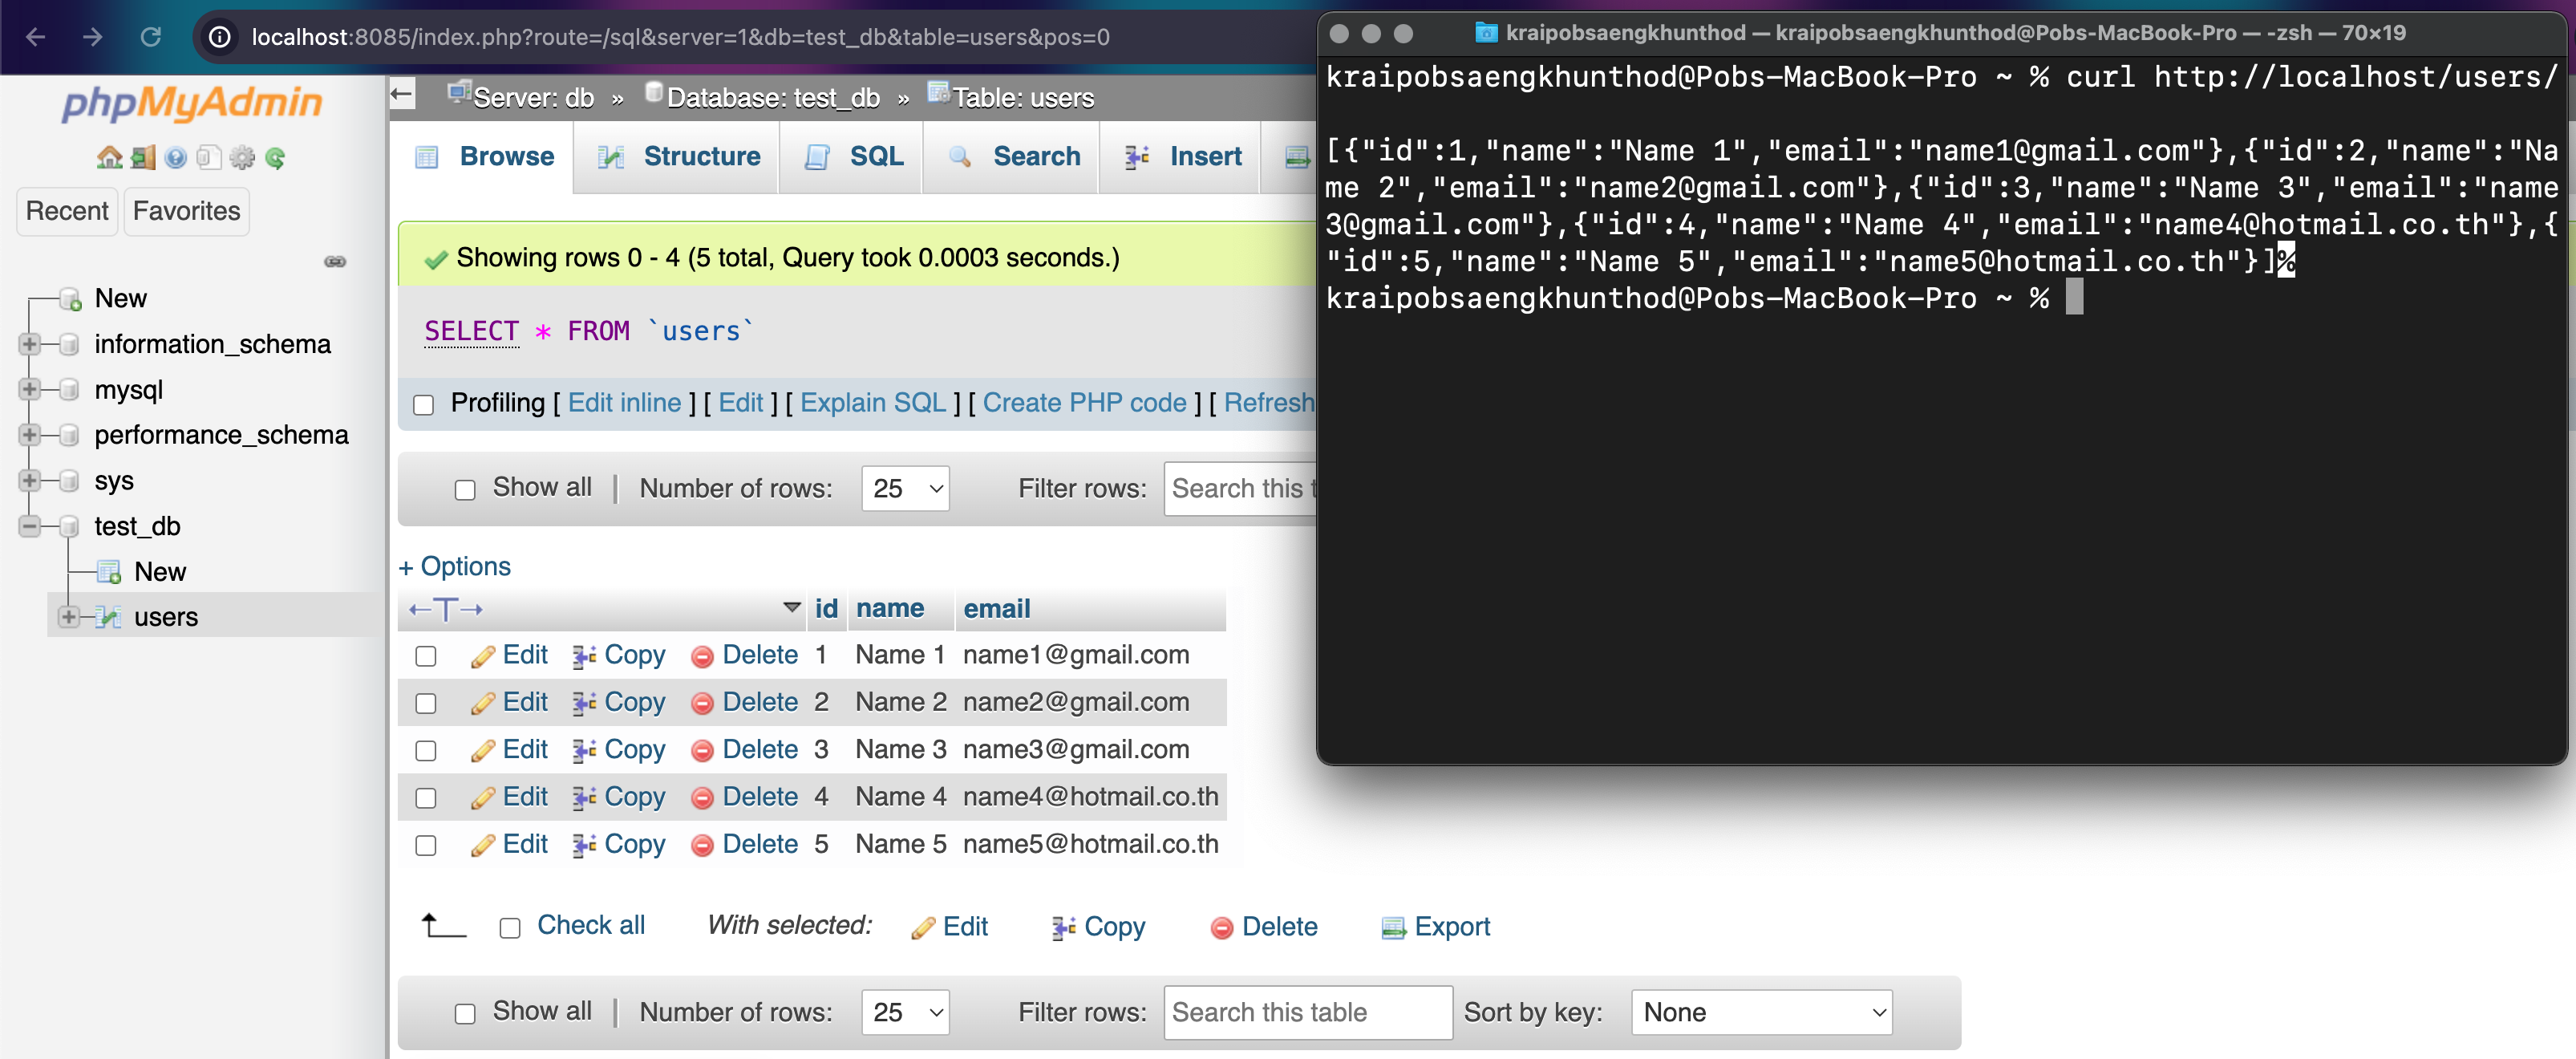 localhost:8085/index.php?route=/sql&server=1&db=test_db&table=users&pos=0
phpMyAdmin
Recent Favorites
New
information_schema
mysql
performance_schema
sys
test_db
New
users
Server: db » Database: test_db » Table: users
Browse Structure SQL Search Insert
Showing rows 0 - 4 (5 total, Query took 0.0003 seconds.)
SELECT * FROM `users`
Profiling [ Edit inline ] [ Edit ] [ Explain SQL ] [ Create PHP code ] [ Refresh
Show all | Number of rows: 25 Filter rows: Search this t
+ Options
←T→ id name email
Edit Copy Delete 1 Name 1 name1@gmail.com
Edit Copy Delete 2 Name 2 name2@gmail.com
Edit Copy Delete 3 Name 3 name3@gmail.com
Edit Copy Delete 4 Name 4 name4@hotmail.co.th
Edit Copy Delete 5 Name 5 name5@hotmail.co.th
Check all With selected: Edit Copy Delete Export
Show all | Number of rows: 25 Filter rows: Search this table Sort by key: None
kraipobsaengkhunthod — kraipobsaengkhunthod@Pobs-MacBook-Pro — -zsh — 70×19
kraipobsaengkhunthod@Pobs-MacBook-Pro ~ % curl http://localhost/users/
[{"id":1,"name":"Name 1","email":"name1@gmail.com"},{"id":2,"name":"Na
me 2","email":"name2@gmail.com"},{"id":3,"name":"Name 3","email":"name
3@gmail.com"},{"id":4,"name":"Name 4","email":"name4@hotmail.co.th"},{
"id":5,"name":"Name 5","email":"name5@hotmail.co.th"}]%
kraipobsaengkhunthod@Pobs-MacBook-Pro ~ %